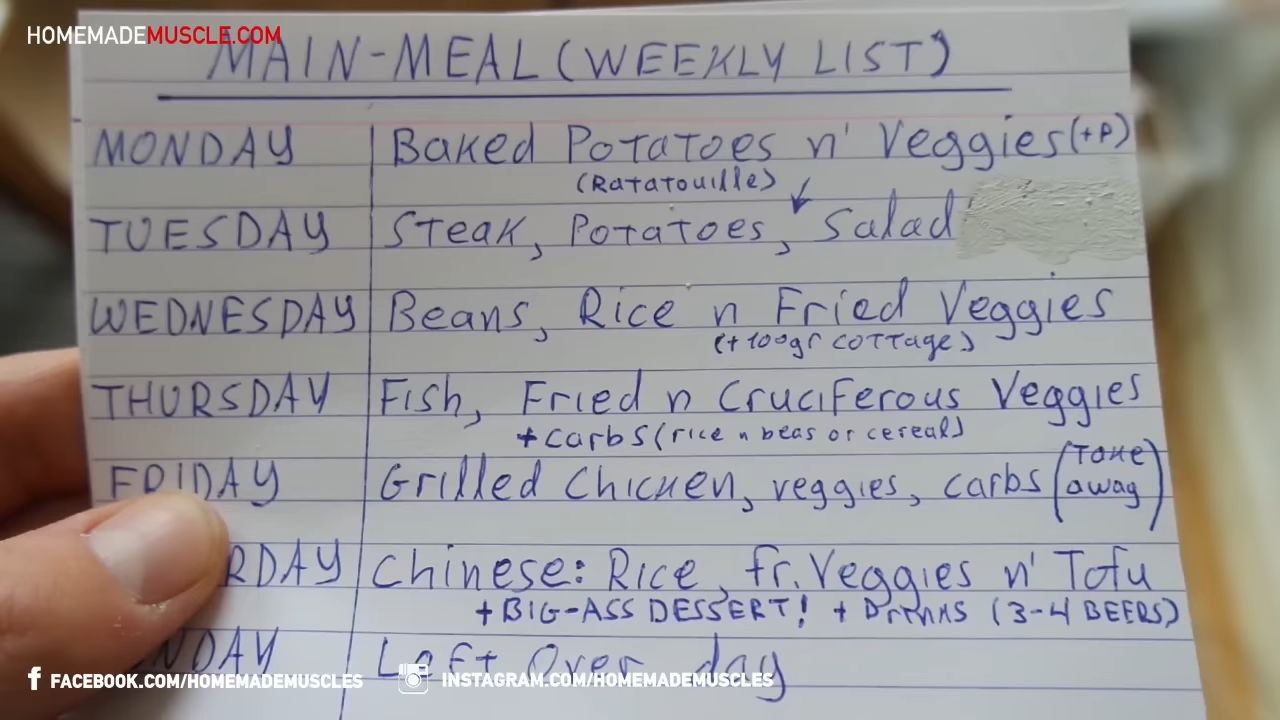 HOMEMADEMUSCLE.COM
MAIN-MEAL (WEEKLY LIST)
MONDAY Baked Potatoes n' Veggies (+P)
(Ratatouille)
TUESDAY Steak, Potatoes, Salad
WEDNESDAY Beans, Rice n Fried Veggies
(+100gr cottage)
THURSDAY Fish, Fried n Cruciferous Veggies
+ carbs (rice n beas or cereal)
FRIDAY Grilled Chicken, veggies, carbs (Take away)
RDAY Chinese: Rice, fr. Veggies n' Tofu
+ BIG-ASS DESSERT! + Drinks (3-4 BEERS)
NDAY Left Over day
FACEBOOK.COM/HOMEMADEMUSCLES INSTAGRAM.COM/HOMEMADEMUSCLES